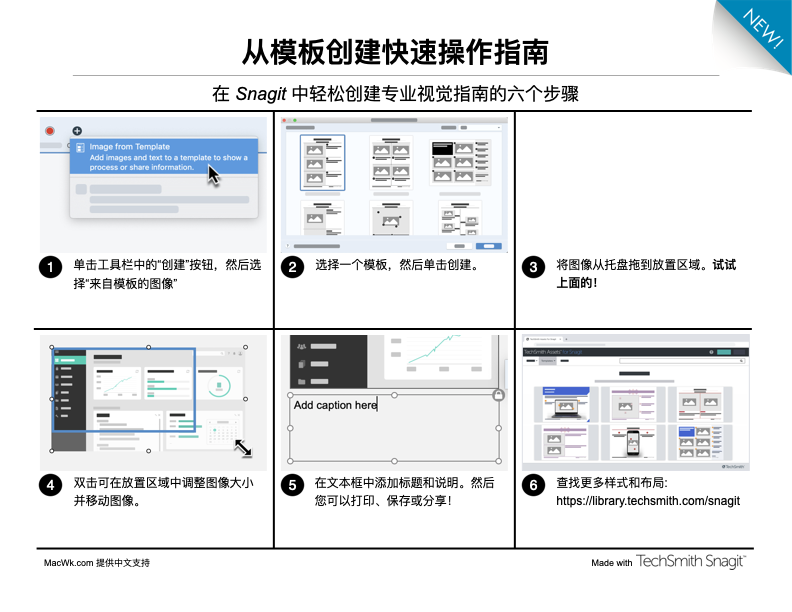 NEW!
从模板创建快速操作指南
在 Snagit 中轻松创建专业视觉指南的六个步骤
Image from Template
Add images and text to a template to show a
process or share information.
1 单击工具栏中的“创建”按钮，然后选
择“来自模板的图像”
2 选择一个模板，然后单击创建。
3 将图像从托盘拖到放置区域。试试
上面的！
Add caption here
TechSmith Assets for Snagit
TechSmith
4 双击可在放置区域中调整图像大小
并移动图像。
5 在文本框中添加标题和说明。然后
您可以打印、保存或分享！
6 查找更多样式和布局:
https://library.techsmith.com/snagit
MacWk.com 提供中文支持
Made with TechSmith Snagit